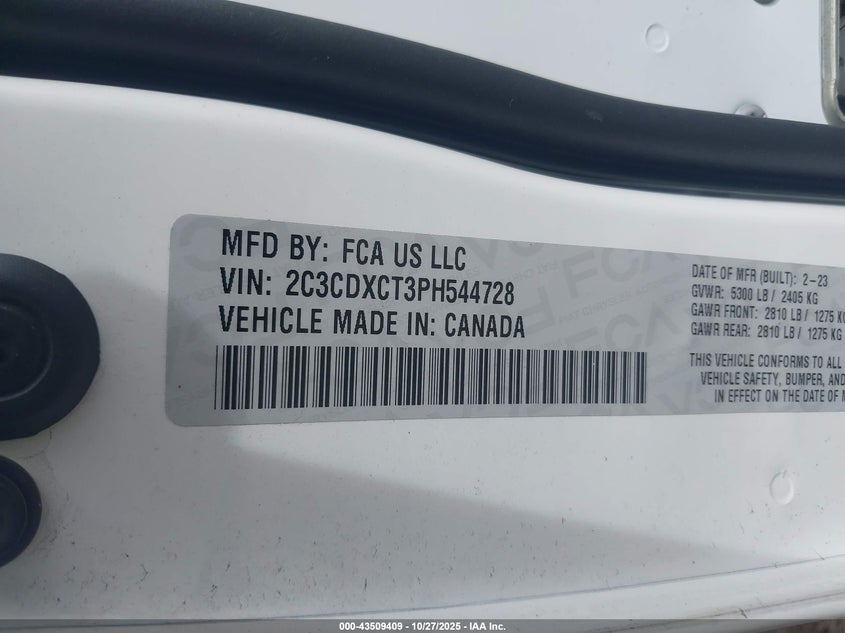 MFD BY: FCA US LLC
VIN: 2C3CDXCT3PH544728
VEHICLE MADE IN: CANADA
DATE OF MFR (BUILT): 2-23
GVWR: 5300 LB / 2405 KG
GAWR FRONT: 2810 LB / 1275 KG
GAWR REAR: 2810 LB / 1275 KG
THIS VEHICLE CONFORMS TO ALL
VEHICLE SAFETY, BUMPER, AND
IN EFFECT ON THE DATE OF
000-43509409 - 10/27/2025 - IAA Inc.